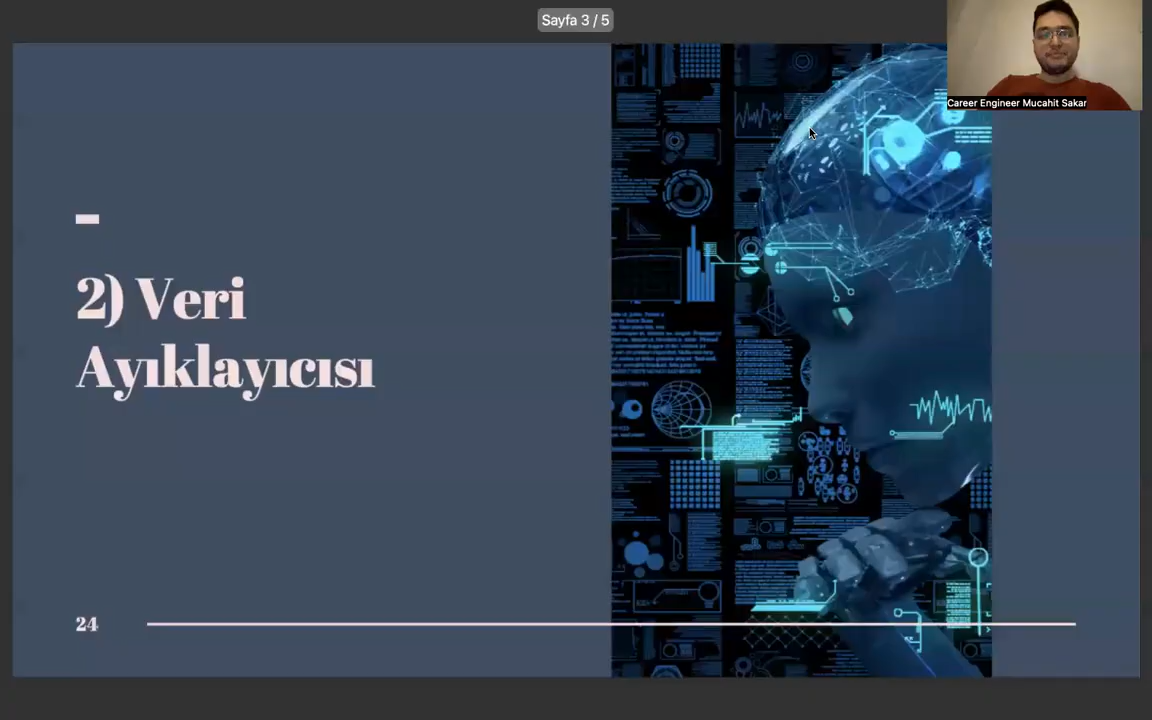 Sayfa 3 / 5
Career Engineer Mucahit Sakar
2) Veri
Ayıklayıcısı
24